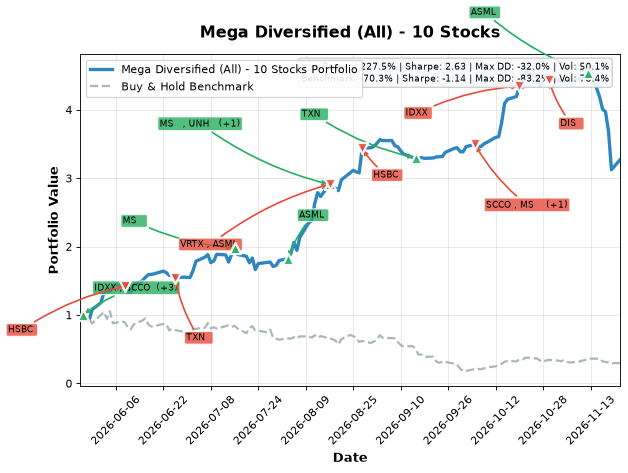 ASML
Mega Diversified (All) - 10 Stocks
Mega Diversified (All) - 10 Stocks Portfolio
Buy & Hold Benchmark
227.5% | Sharpe: 2.63 | Max DD: -32.0% | Vol: 50.1%
70.3% | Sharpe: -1.14 | Max DD: -83.2%
IDXX
TXN
MS , UNH (+1)
DIS
HSBC
SCCO , MS (+1)
ASML
MS
VRTX , ASML
IDXX , SCCO (+3)
HSBC
TXN
Portfolio Value
4
3
2
1
0
2026-06-06
2026-06-22
2026-07-08
2026-07-24
2026-08-09
2026-08-25
2026-09-10
2026-09-26
2026-10-12
2026-10-28
2026-11-13
Date